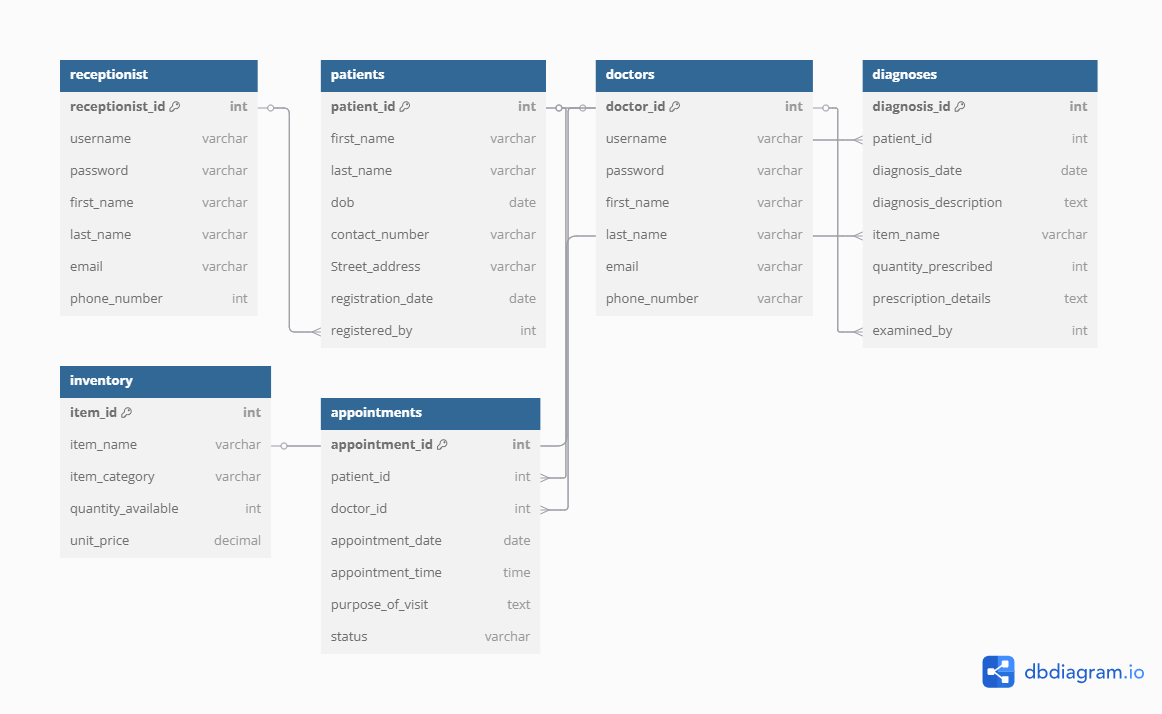 receptionist
receptionist_id int
username varchar
password varchar
first_name varchar
last_name varchar
email varchar
phone_number int
patients
patient_id int
first_name varchar
last_name varchar
dob date
contact_number varchar
Street_address varchar
registration_date date
registered_by int
doctors
doctor_id int
username varchar
password varchar
first_name varchar
last_name varchar
email varchar
phone_number varchar
diagnoses
diagnosis_id int
patient_id int
diagnosis_date date
diagnosis_description text
item_name varchar
quantity_prescribed int
prescription_details text
examined_by int
inventory
item_id int
item_name varchar
item_category varchar
quantity_available int
unit_price decimal
appointments
appointment_id int
patient_id int
doctor_id int
appointment_date date
appointment_time time
purpose_of_visit text
status varchar
dbdiagram.io